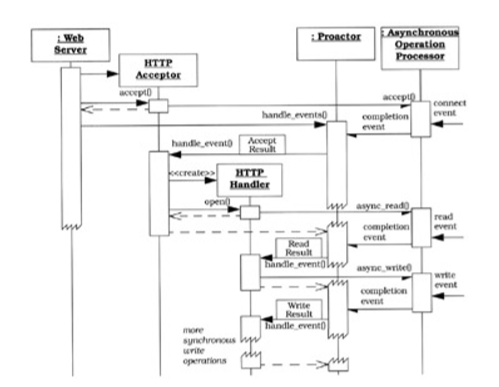 : Web
Server
HTTP
Acceptor
: Proactor
: Asynchronous
Operation
Processor
accept()
accept()
connect
event
handle_events()
completion
event
handle_event()
Accept
Result
<<create>>
HTTP
Handler
open()
async_read()
read
event
completion
event
Read
Result
handle_event()
async_write()
write
event
completion
event
Write
Result
handle_event()
more
synchronous
write
operations